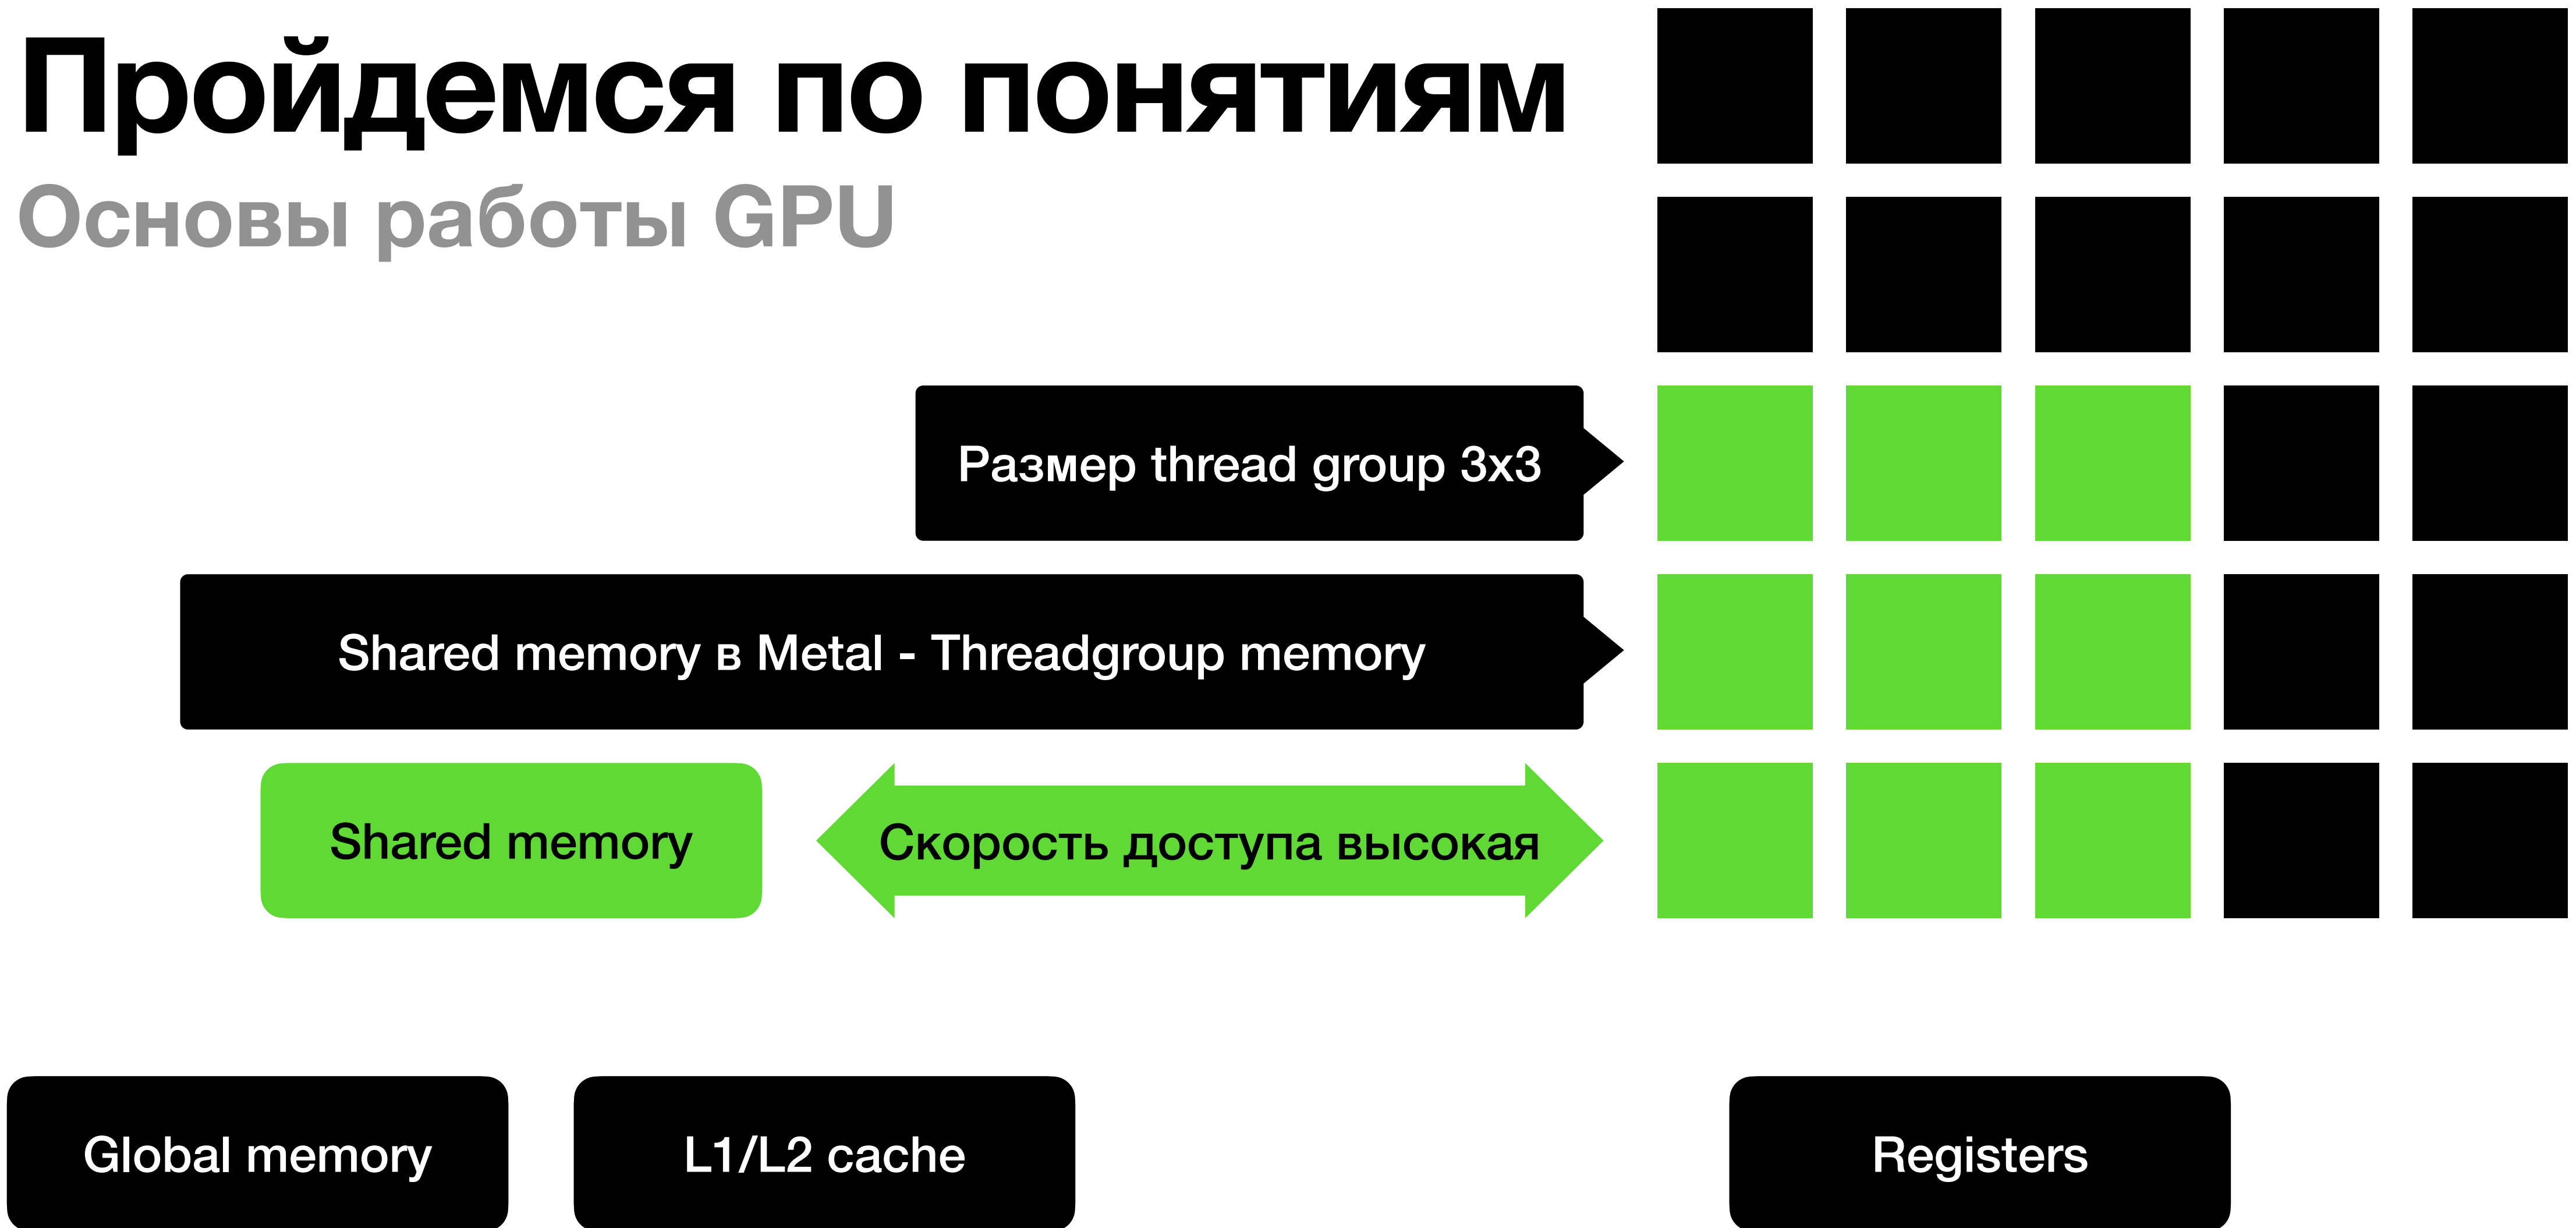 Пройдемся по понятиям
Основы работы GPU
Размер thread group 3x3
Shared memory в Metal - Threadgroup memory
Shared memory
Скорость доступа высокая
Global memory
L1/L2 cache
Registers